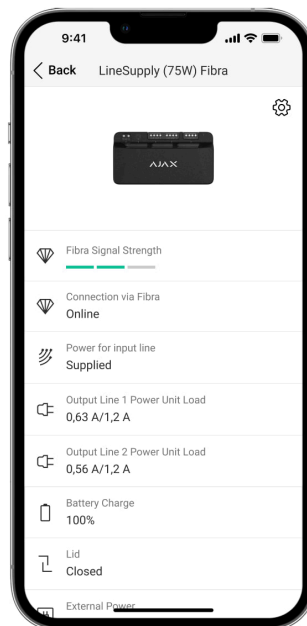 9:41
Back
LineSupply (75W) Fibra
AJAX
Fibra Signal Strength
Connection via Fibra
Online
Power for input line
Supplied
Output Line 1 Power Unit Load
0,63 A/1,2 A
Output Line 2 Power Unit Load
0,56 A/1,2 A
Battery Charge
100%
Lid
Closed
External Power